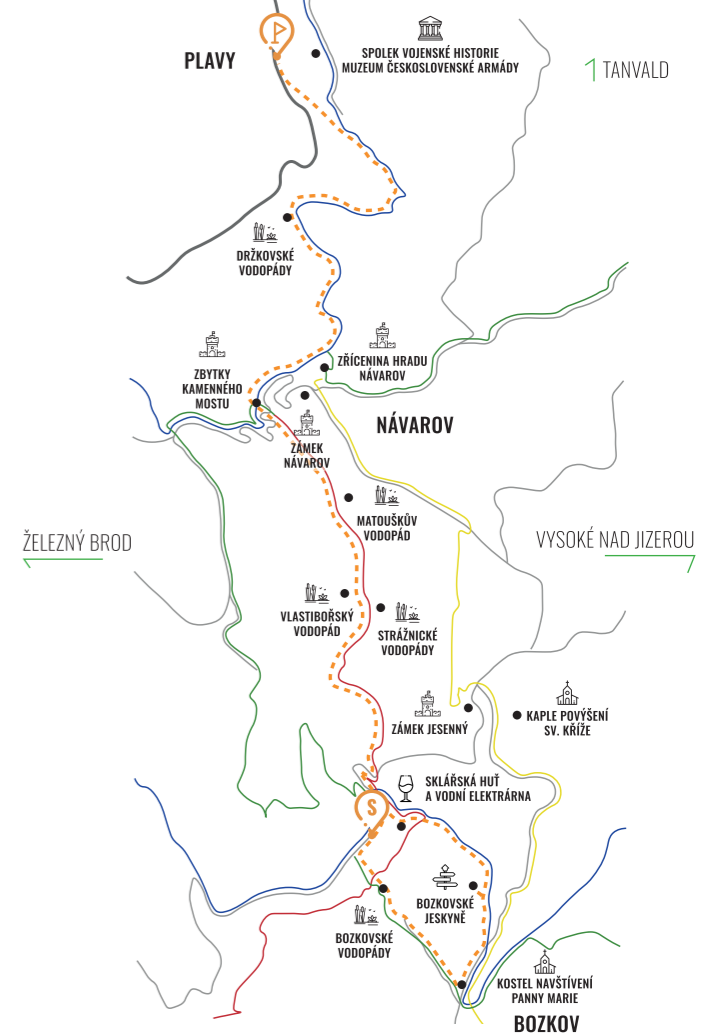 SPOLEK VOJENSKÉ HISTORIE
MUZEUM ČESKOSLOVENSKÉ ARMÁDY
PLAVY
TANVALD
DRŽKOVSKÉ
VODOPÁDY
ZŘÍCENINA HRADU
NÁVAROV
ZBYTKY
KAMENNÉHO
MOSTU
NÁVAROV
ZÁMEK
NÁVAROV
MATOUŠKŮV
VODOPÁD
ŽELEZNÝ BROD
VYSOKÉ NAD JIZEROU
VLASTIBOŘSKÝ
VODOPÁD
STRÁŽNICKÉ
VODOPÁDY
ZÁMEK JESENNÝ
KAPLE POVÝŠENÍ
SV. KŘÍŽE
SKLÁŘSKÁ HUŤ
A VODNÍ ELEKTRÁRNA
S
BOZKOVSKÉ
JESKYNĚ
BOZKOVSKÉ
VODOPÁDY
KOSTEL NAVŠTÍVENÍ
PANNY MARIE
BOZKOV